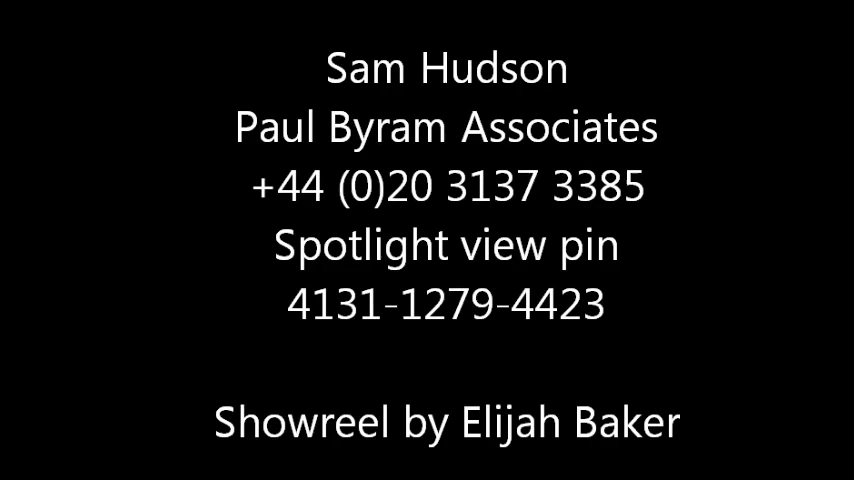 Sam Hudson
Paul Byram Associates
+44 (0)20 3137 3385
Spotlight view pin
4131-1279-4423
Showreel by Elijah Baker